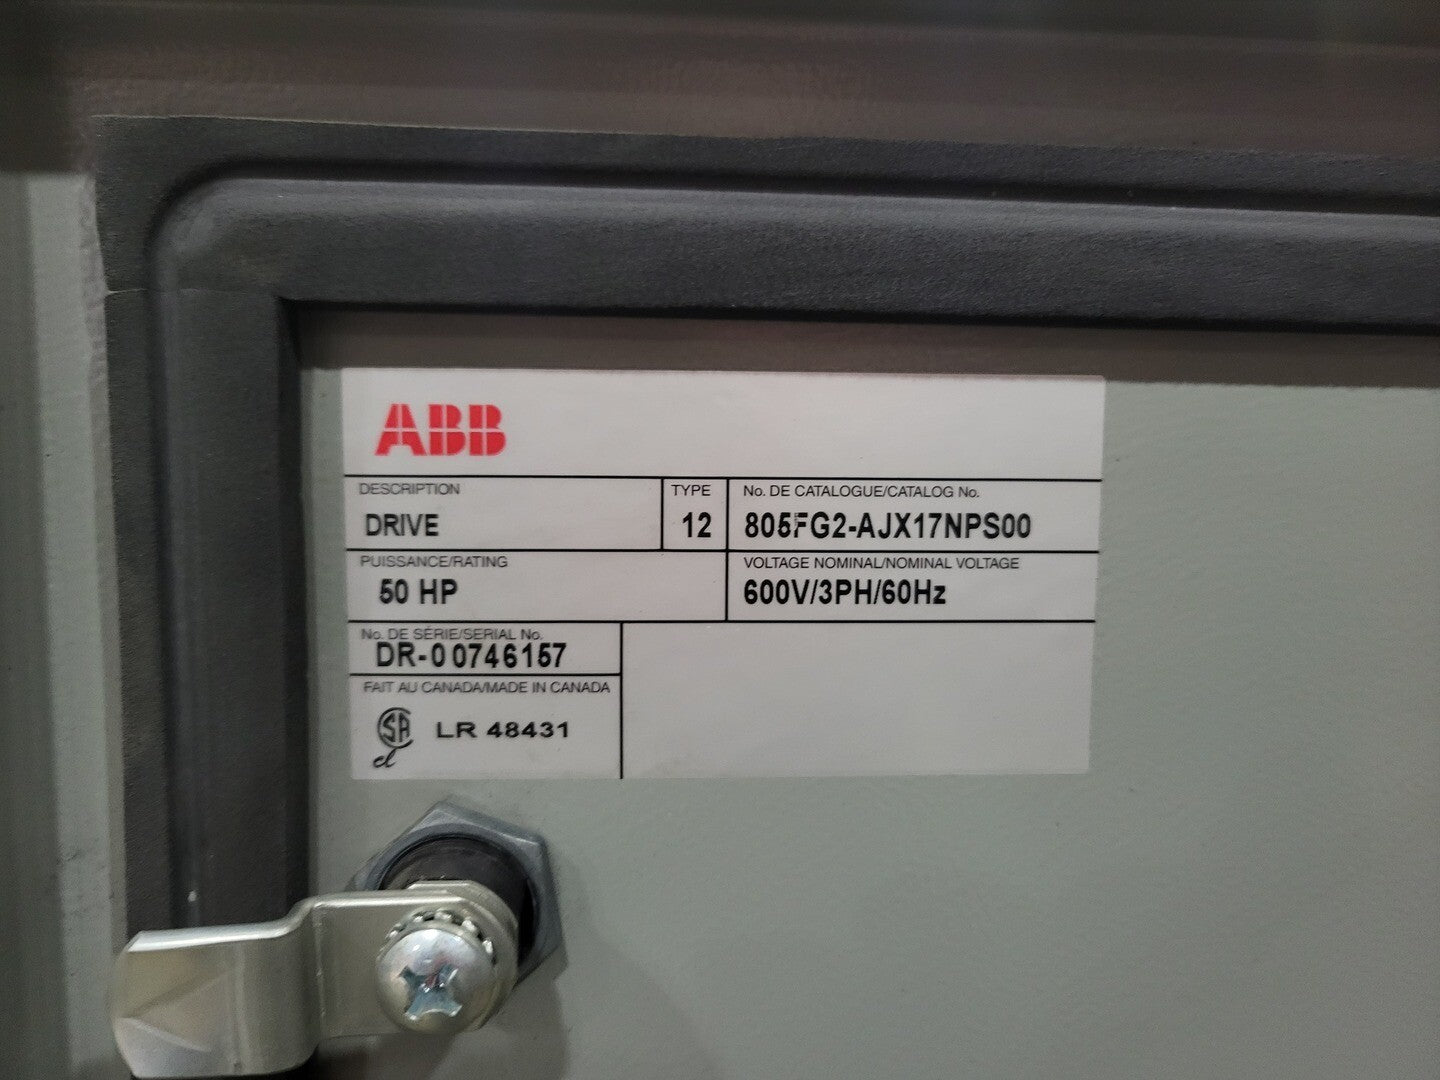 ABB
DESCRIPTION
DRIVE
TYPE
12
No. DE CATALOGUE/CATALOG No.
805FG2-AJX17NPS00
PUISSANCE/RATING
50 HP
VOLTAGE NOMINAL/NOMINAL VOLTAGE
600V/3PH/60Hz
No. DE SÉRIE/SERIAL No.
DR-00746157
FAIT AU CANADA/MADE IN CANADA
SA
LR 48431
cl